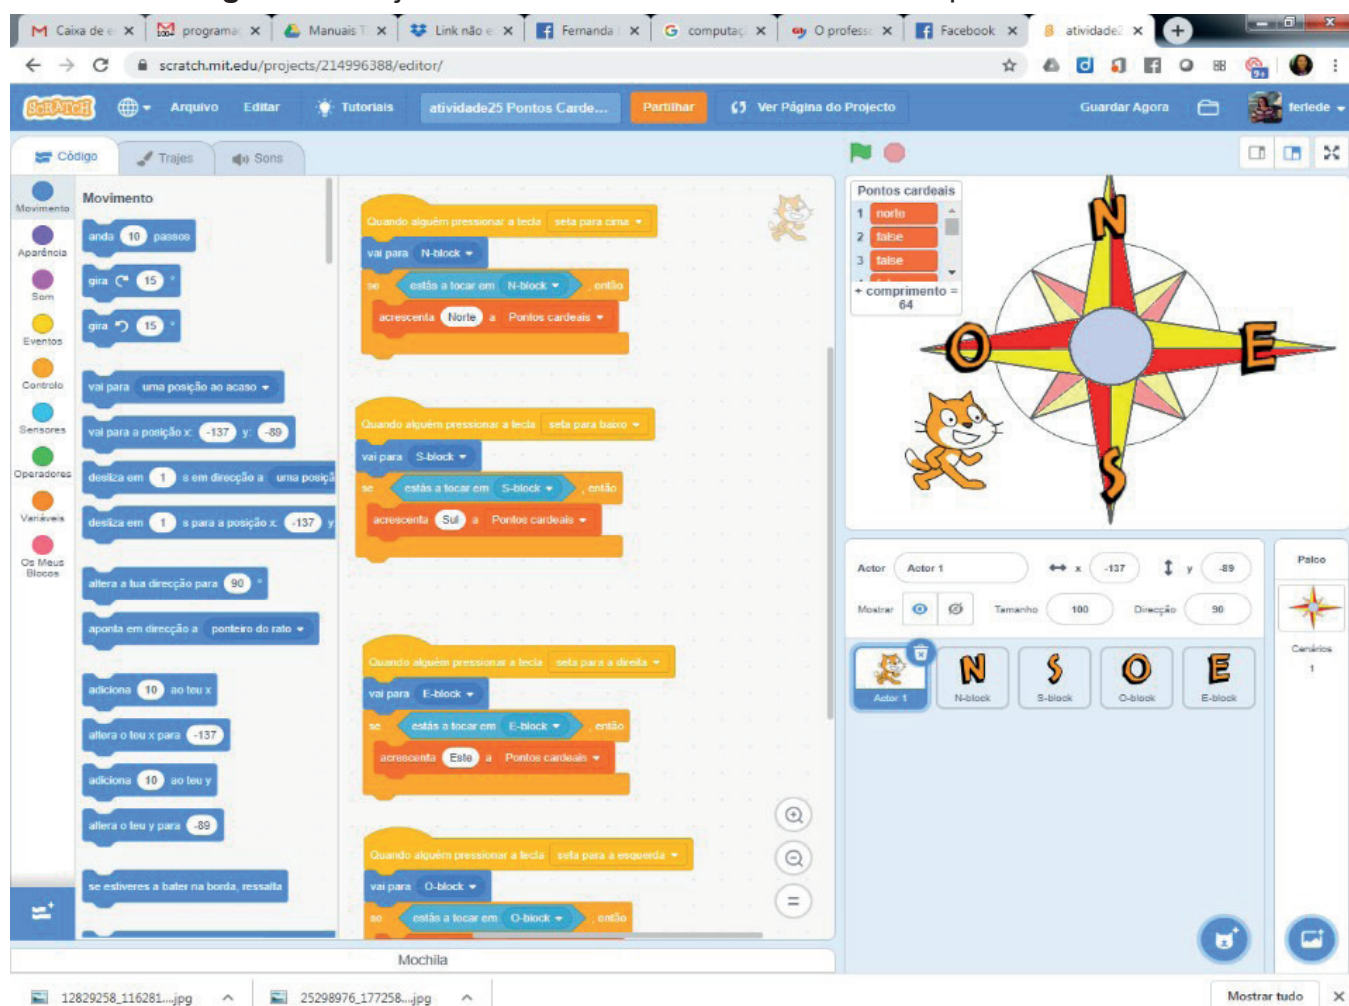 Caixa de e
programa
Manuais T
Link não e
Fernanda
computaç
O profess
Facebook
atividade2
scratch.mit.edu/projects/214996388/editor/
SCRATCH
Arquivo
Editar
Tutoriais
atividade25 Pontos Carde...
Partilhar
Ver Página do Projecto
Guardar Agora
ferlede
Código
Trajes
Sons
Movimento
Aparência
Som
Eventos
Controlo
Sensores
Operadores
Variáveis
Os Meus
Blocos
Movimento
anda 10 passos
gira 15 °
gira 15 °
vai para uma posição ao acaso
vai para a posição x: -137 y: -89
desliza em 1 s em direcção a uma posiçã
desliza em 1 s para a posição x: -137 y
altera a tua direcção para 90 °
aponta em direcção a ponteiro do rato
adiciona 10 ao teu x
altera o teu x para -137
adiciona 10 ao teu y
altera o teu y para -89
se estiveres a bater na borda, ressalta
Quando alguém pressionar a tecla seta para cima
vai para N-block
se estás a tocar em N-block , então
acrescenta Norte a Pontos cardeais
Quando alguém pressionar a tecla seta para baixo
vai para S-block
se estás a tocar em S-block , então
acrescenta Sul a Pontos cardeais
Quando alguém pressionar a tecla seta para a direita
vai para E-block
se estás a tocar em E-block , então
acrescenta Este a Pontos cardeais
Quando alguém pressionar a tecla seta para a esquerda
vai para O-block
se estás a tocar em O-block , então
Mochila
Pontos cardeais
1 norte
2 false
3 false
+ comprimento =
64
N
O
E
S
Actor Actor 1 x -137 y -89
Mostrar Tamanho 100 Direcção 90
Actor 1
N
N-block
S
S-block
O
O-block
E
E-block
Palco
Cenários
1
12829258_116281....jpg
25298976_177258....jpg
Mostrar tudo